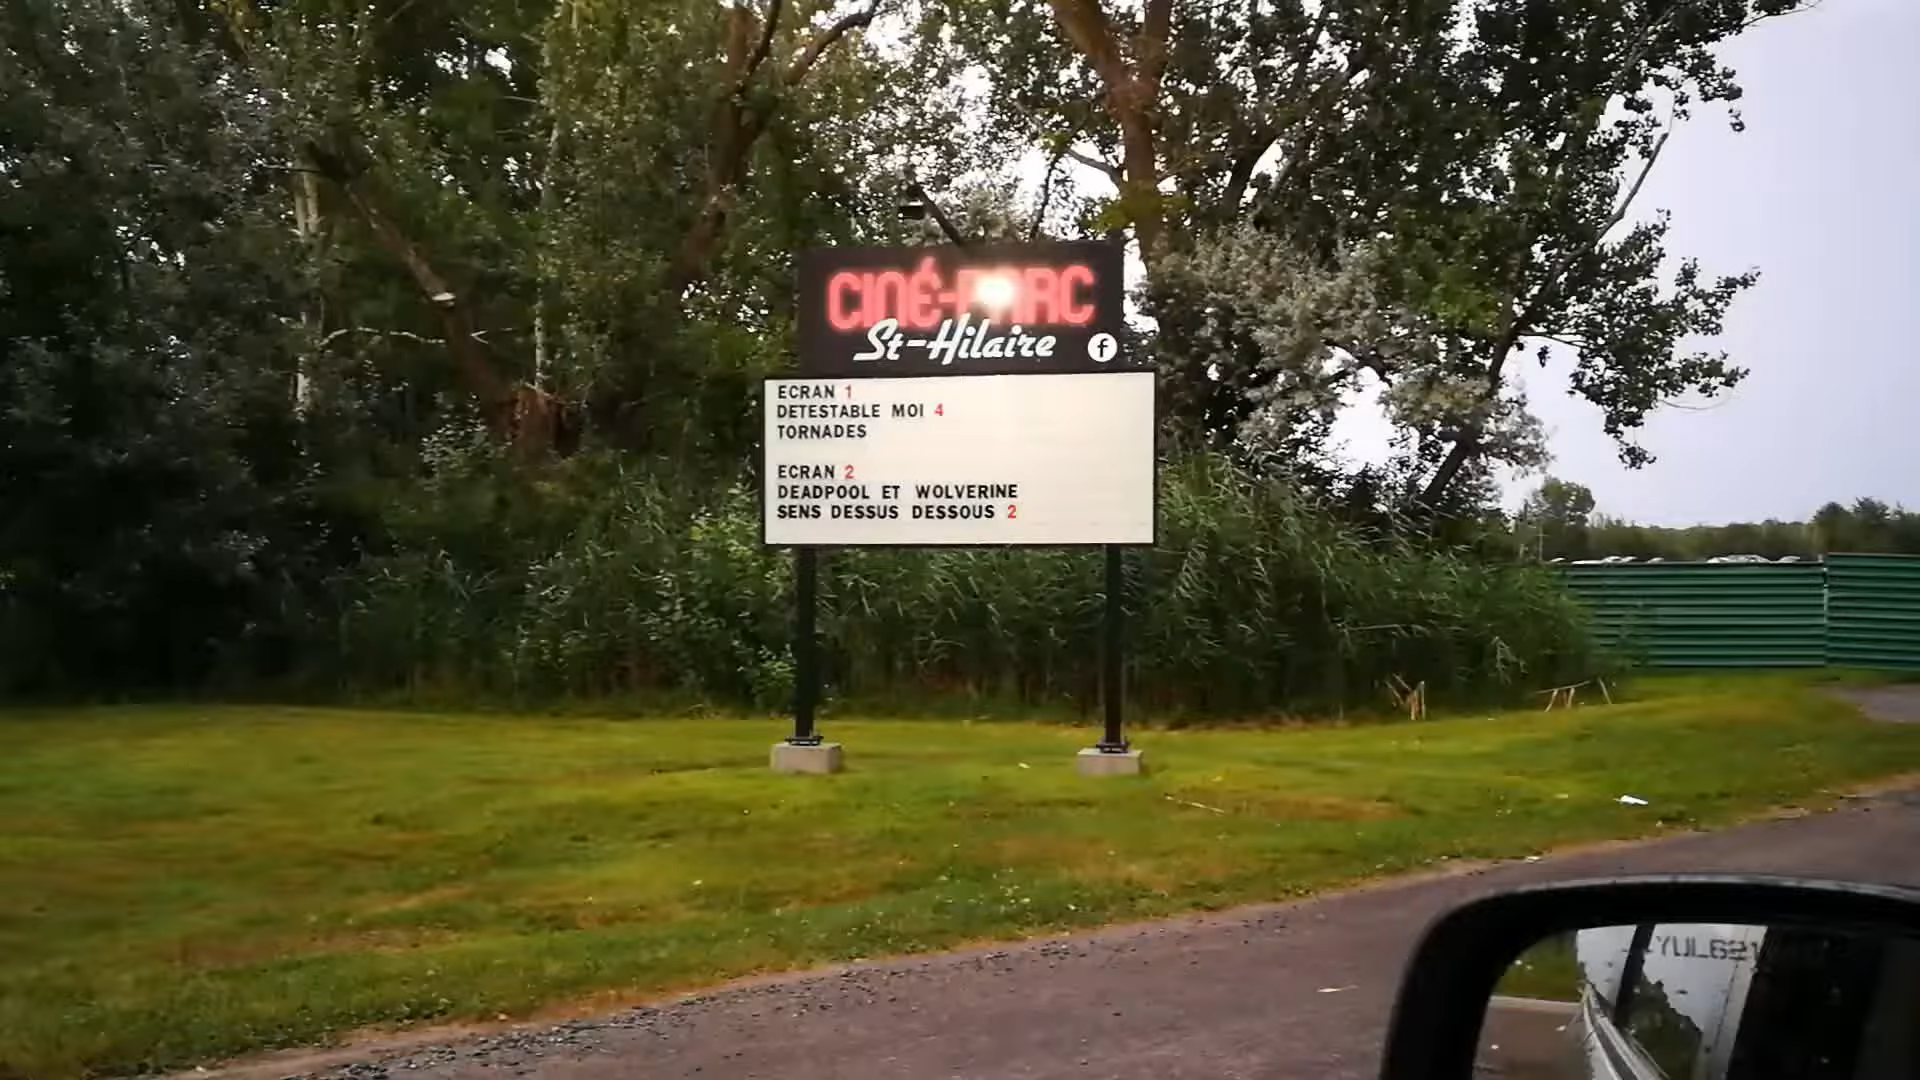 CINÉ-PARC
St-Hilaire
f
ECRAN 1
DETESTABLE MOI 4
TORNADES
ECRAN 2
DEADPOOL ET WOLVERINE
SENS DESSUS DESSOUS 2